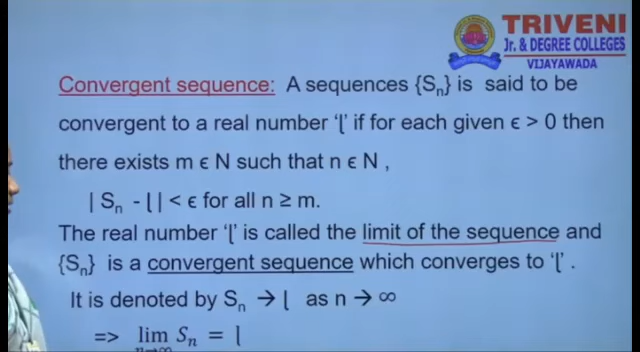 TRIVENI
Jr. & DEGREE COLLEGES
VIJAYAWADA
Convergent sequence: A sequences {Sₙ} is said to be
convergent to a real number ‘l’ if for each given ϵ > 0 then
there exists m ϵ N such that n ϵ N ,
| Sₙ - l | < ϵ for all n ≥ m.
The real number ‘l’ is called the limit of the sequence and
{Sₙ} is a convergent sequence which converges to ‘l’ .
It is denoted by Sₙ → l as n → ∞
=> lim Sₙ = l
n→∞